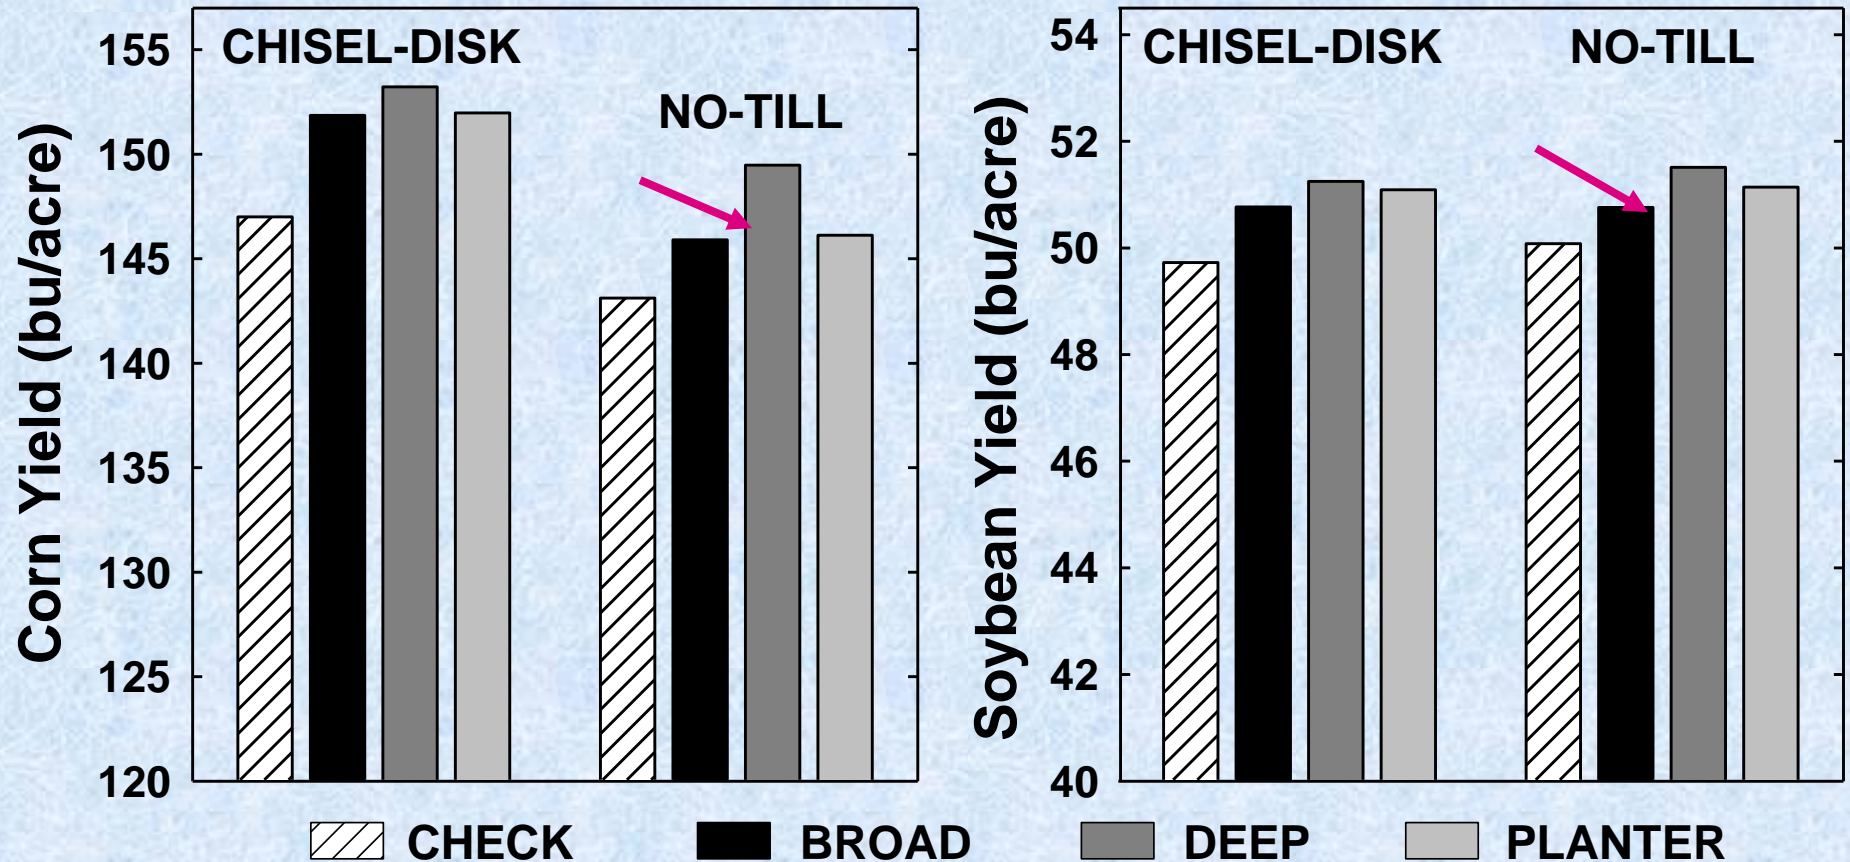 Corn Yield (bu/acre)
155
150
145
140
135
130
125
120
CHISEL-DISK
NO-TILL
Soybean Yield (bu/acre)
54
52
50
48
46
44
42
40
CHISEL-DISK
NO-TILL
CHECK
BROAD
DEEP
PLANTER